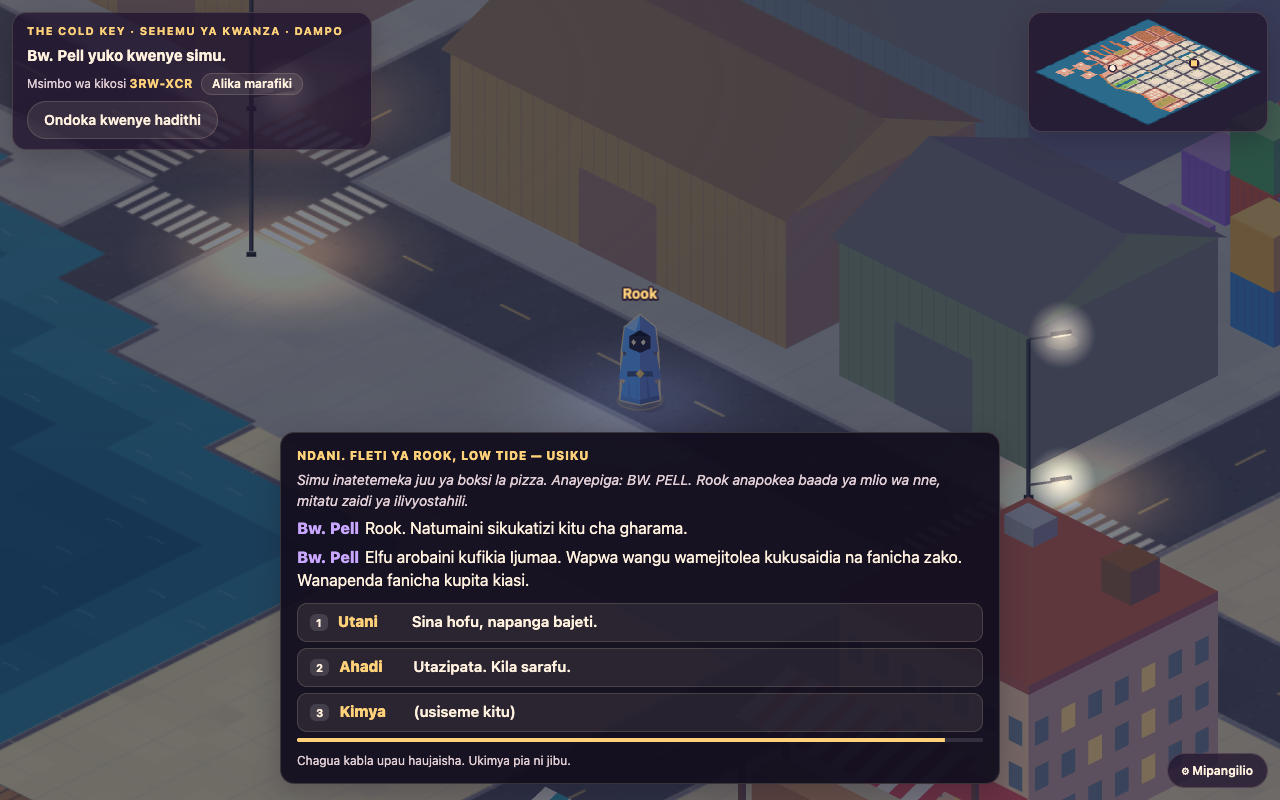 THE COLD KEY · SEHEMU YA KWANZA · DAMPO
Bw. Pell yuko kwenye simu.
Msimbo wa kikosi 3RW-XCR Alika marafiki
Ondoka kwenye hadithi
Rook
NDANI. FLETI YA ROOK, LOW TIDE — USIKU
Simu inatetemeka juu ya boksi la pizza. Anayepiga: BW. PELL. Rook anapokea baada ya mlio wa nne,
mitatu zaidi ya ilivyostahili.
Bw. Pell Rook. Natumaini sikukatizi kitu cha gharama.
Bw. Pell Elfu arobaini kufikia Ijumaa. Wapwa wangu wamejitolea kukusaidia na fanicha zako.
Wanapenda fanicha kupita kiasi.
1 Utani Sina hofu, napanga bajeti.
2 Ahadi Utazipata. Kila sarafu.
3 Kimya (usiseme kitu)
Chagua kabla upau haujaisha. Ukimya pia ni jibu.
⚙ Mipangilio